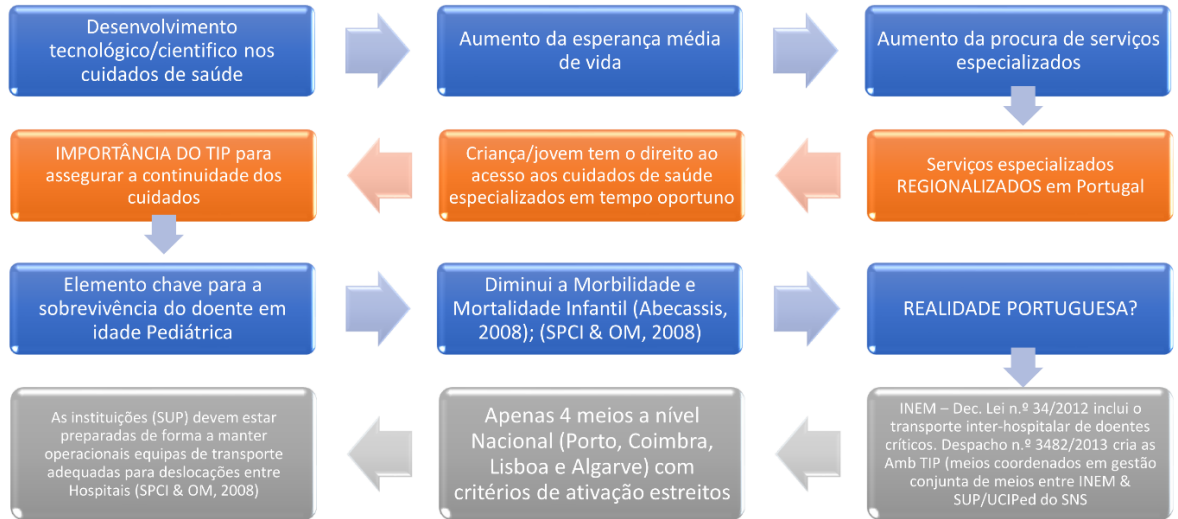 Desenvolvimento
tecnológico/cientifico nos
cuidados de saúde
Aumento da esperança média
de vida
Aumento da procura de serviços
especializados
Serviços especializados
REGIONALIZADOS em Portugal
Criança/jovem tem o direito ao
acesso aos cuidados de saúde
especializados em tempo oportuno
IMPORTÂNCIA DO TIP para
assegurar a continuidade dos
cuidados
Elemento chave para a
sobrevivência do doente em
idade Pediátrica
Diminui a Morbilidade e
Mortalidade Infantil (Abecassis,
2008); (SPCI & OM, 2008)
REALIDADE PORTUGUESA?
INEM – Dec. Lei n.º 34/2012 inclui o
transporte inter-hospitalar de doentes
críticos. Despacho n.º 3482/2013 cria as
Amb TIP (meios coordenados em gestão
conjunta de meios entre INEM &
SUP/UCIPed do SNS
Apenas 4 meios a nível
Nacional (Porto, Coimbra,
Lisboa e Algarve) com
critérios de ativação estreitos
As instituições (SUP) devem estar
preparadas de forma a manter
operacionais equipas de transporte
adequadas para deslocações entre
Hospitais (SPCI & OM, 2008)